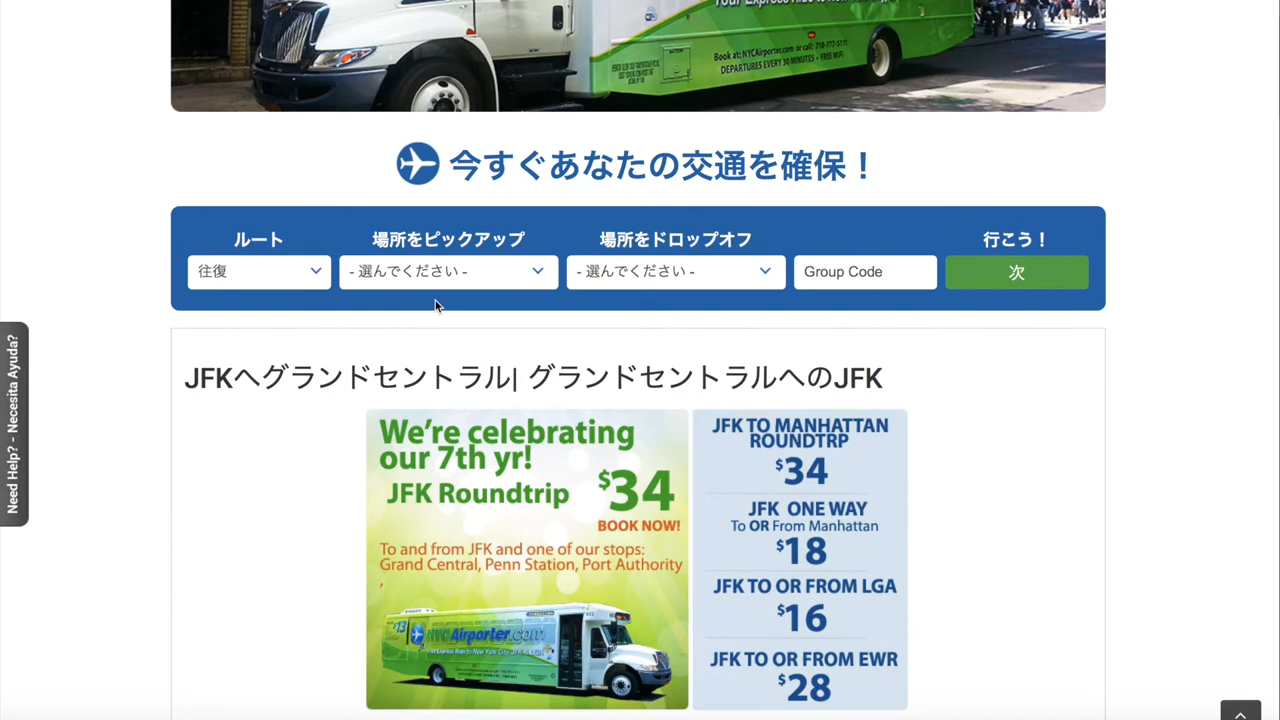 Book at: NYCAirporter.com or call: 718-777-5111
DEPARTURES EVERY 30 MINUTES • FREE WIFI
今すぐあなたの交通を確保！
ルート
場所をピックアップ
場所をドロップオフ
行こう！
往復
- 選んでください -
- 選んでください -
Group Code
次
Need Help? - Necesita Ayuda?
JFKへグランドセントラル| グランドセントラルへのJFK
We're celebrating
our 7th yr!
JFK Roundtrip $34
BOOK NOW!
To and from JFK and one of our stops:
Grand Central, Penn Station, Port Authority
,
$13
NYCAirporter.com
JFK TO MANHATTAN
ROUNDTRP
$34
JFK ONE WAY
To OR From Manhattan
$18
JFK TO OR FROM LGA
$16
JFK TO OR FROM EWR
$28